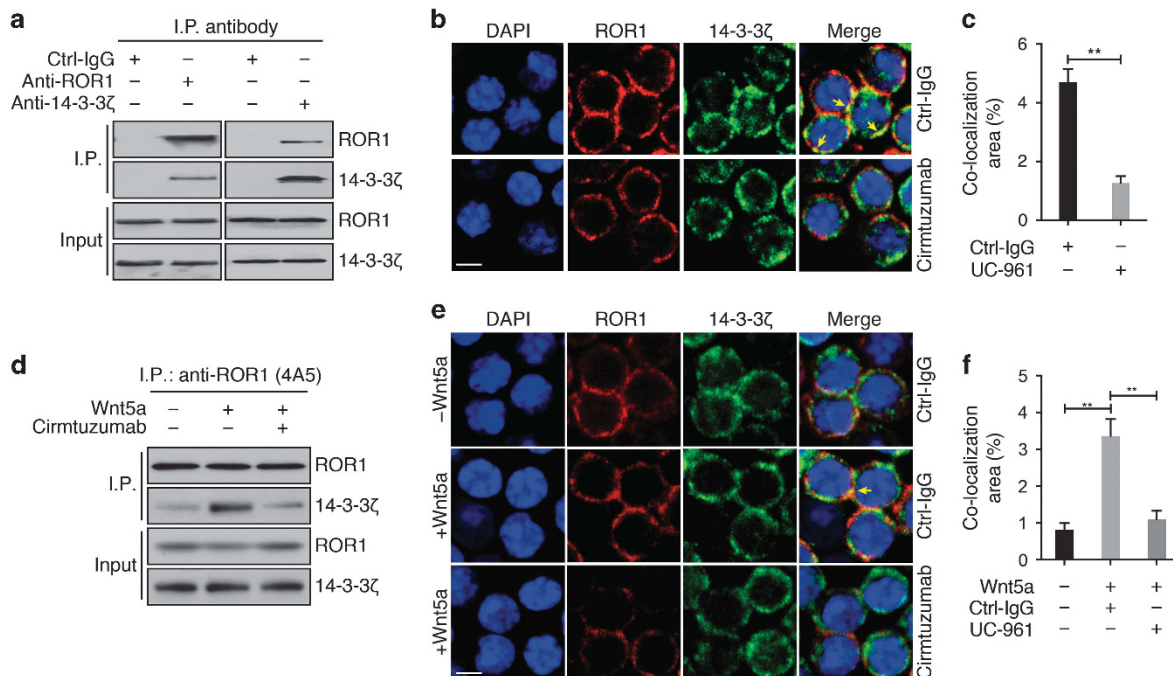 a
I.P. antibody
Ctrl-IgG + – + –
Anti-ROR1 – + – –
Anti-14-3-3ζ – – – +
I.P.
ROR1
14-3-3ζ
Input
ROR1
14-3-3ζ
b
DAPI ROR1 14-3-3ζ Merge
Ctrl-IgG
Cirmtuzumab
c
Co-localization area (%)
6
4
2
0
**
Ctrl-IgG + –
UC-961 – +
d
I.P.: anti-ROR1 (4A5)
Wnt5a – + +
Cirmtuzumab – – +
I.P.
ROR1
14-3-3ζ
Input
ROR1
14-3-3ζ
e
DAPI ROR1 14-3-3ζ Merge
–Wnt5a
Ctrl-IgG
+Wnt5a
Ctrl-IgG
+Wnt5a
Cirmtuzumab
f
Co-localization area (%)
5
4
3
2
1
0
** **
Wnt5a – + +
Ctrl-IgG – + –
UC-961 – – +